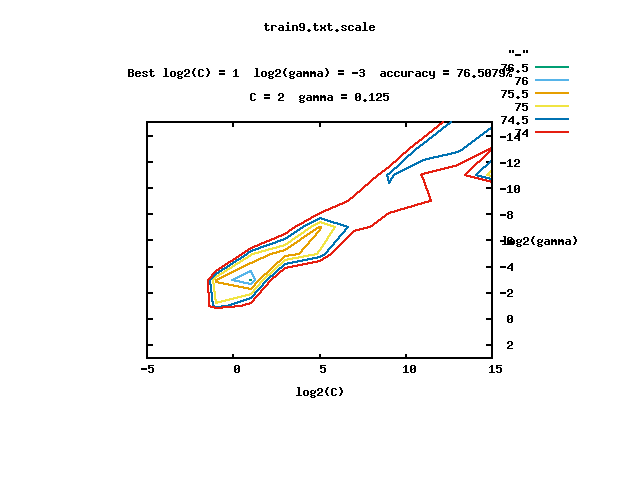 train9.txt.scale
"-"
Best log2(C) = 1 log2(gamma) = -3 accuracy = 76.5079%
76.5
76
75.5
75
74.5
74
C = 2 gamma = 0.125
-14
-12
-10
-8
-6
log2(gamma)
-4
-2
0
2
-5 0 5 10 15
log2(C)